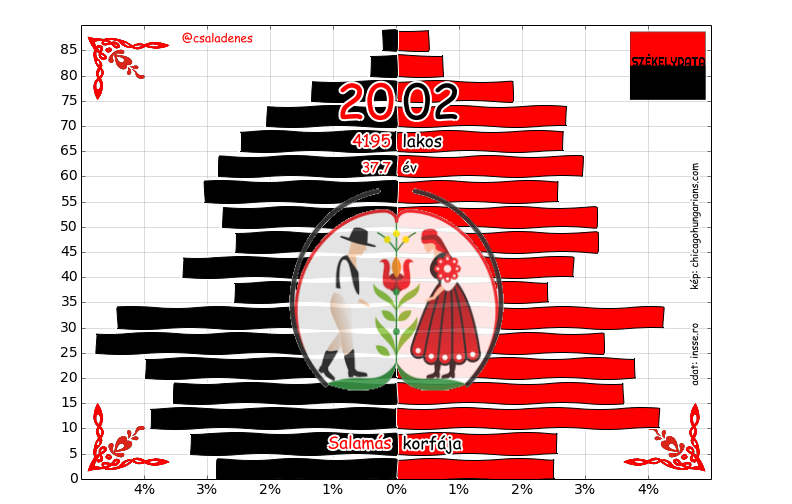 @csaladenes
SZÉKELYDATA
2002
4195 lakos
37.7 év
kép: chicagohungarians.com
adat: insse.ro
Salamás korfája
85
80
75
70
65
60
55
50
45
40
35
30
25
20
15
10
5
0
4% 3% 2% 1% 0% 1% 2% 3% 4%